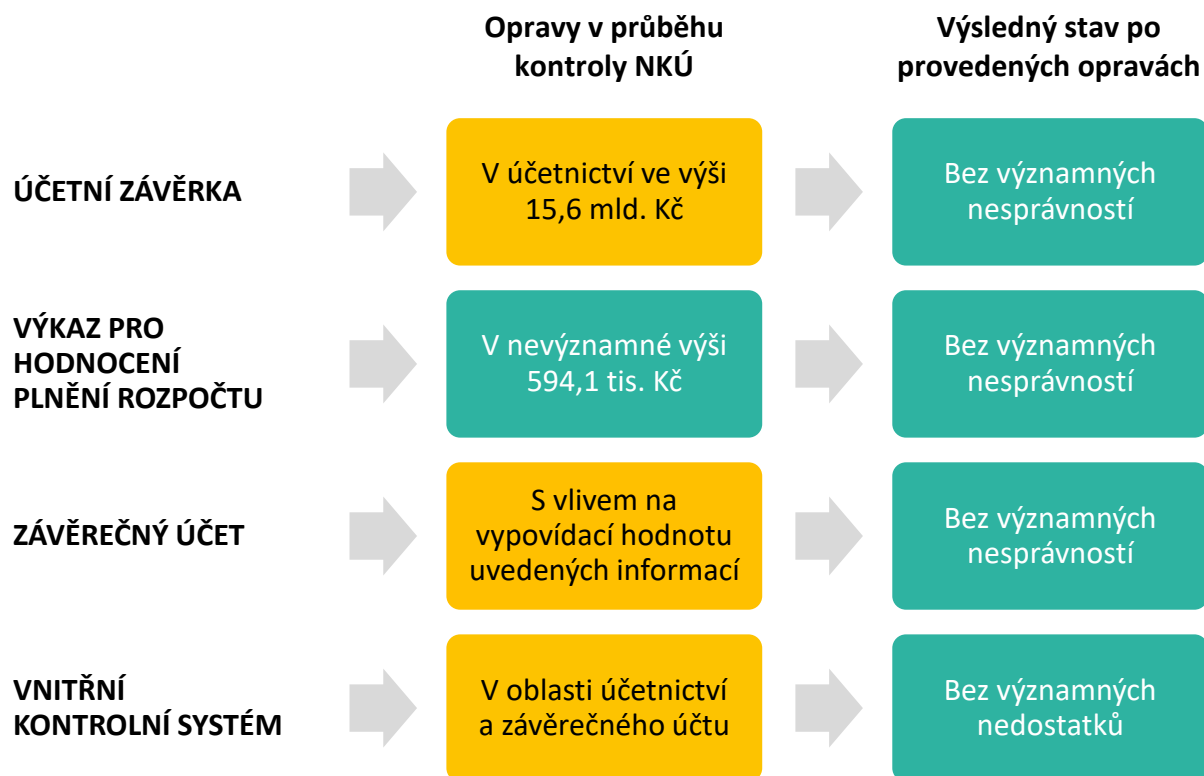 Opravy v průběhu
kontroly NKÚ
Výsledný stav po
provedených opravách
ÚČETNÍ ZÁVĚRKA
V účetnictví ve výši
15,6 mld. Kč
Bez významných
nesprávností
VÝKAZ PRO
HODNOCENÍ
PLNĚNÍ ROZPOČTU
V nevýznamné výši
594,1 tis. Kč
Bez významných
nesprávností
ZÁVĚREČNÝ ÚČET
S vlivem na
vypovídací hodnotu
uvedených informací
Bez významných
nesprávností
VNITŘNÍ
KONTROLNÍ SYSTÉM
V oblasti účetnictví
a závěrečného účtu
Bez významných
nedostatků